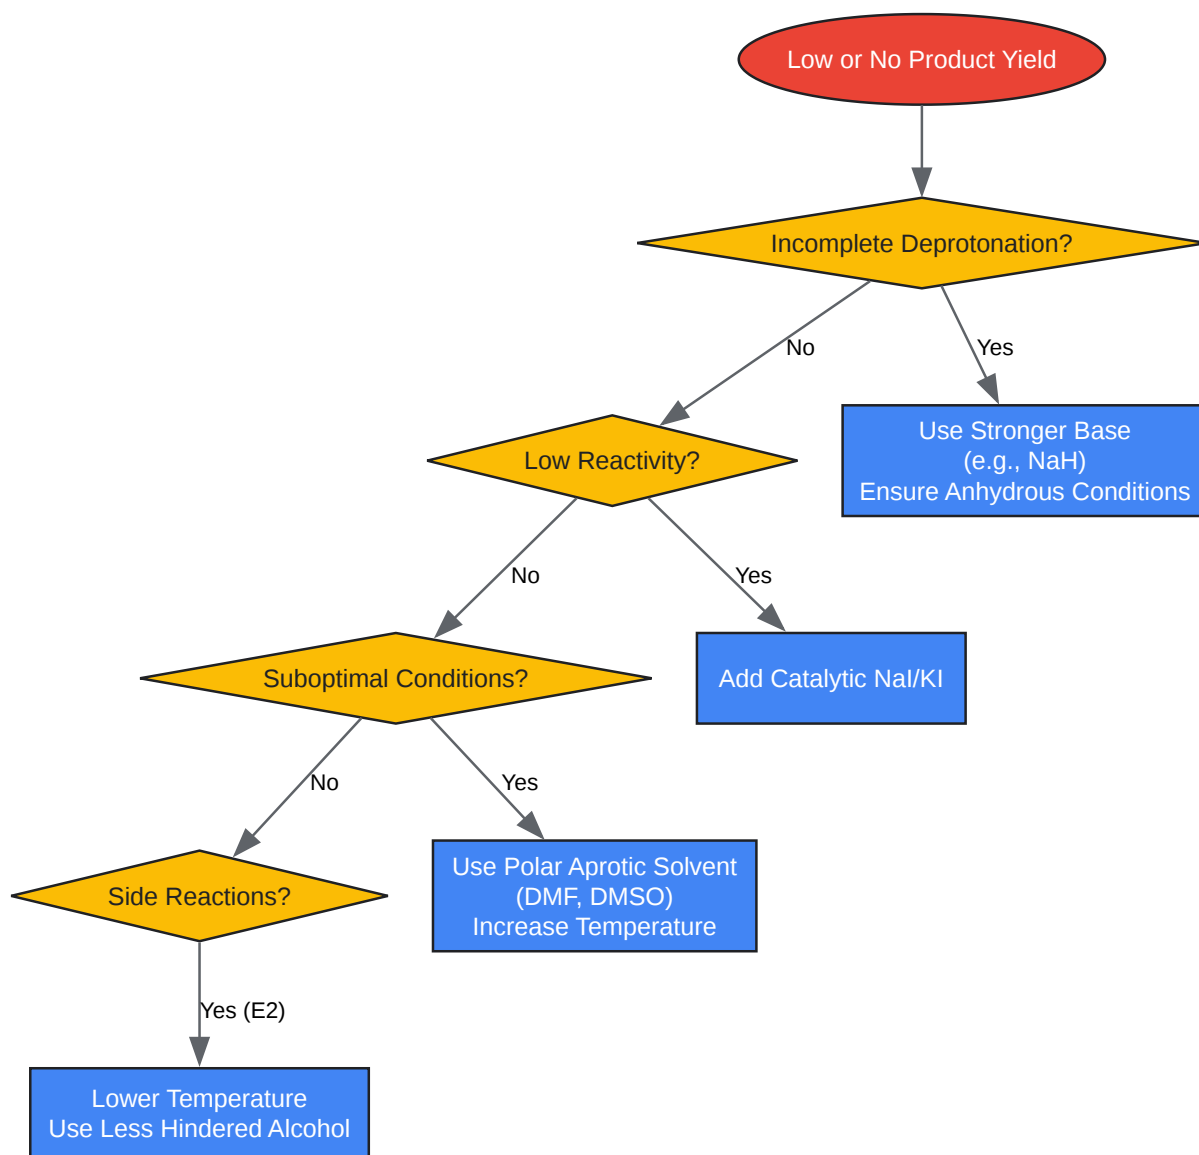 Low or No Product Yield
Incomplete Deprotonation?
No
Yes
Use Stronger Base
(e.g., NaH)
Ensure Anhydrous Conditions
Low Reactivity?
No
Yes
Add Catalytic NaI/KI
Suboptimal Conditions?
No
Yes
Use Polar Aprotic Solvent
(DMF, DMSO)
Increase Temperature
Side Reactions?
Yes (E2)
Lower Temperature
Use Less Hindered Alcohol